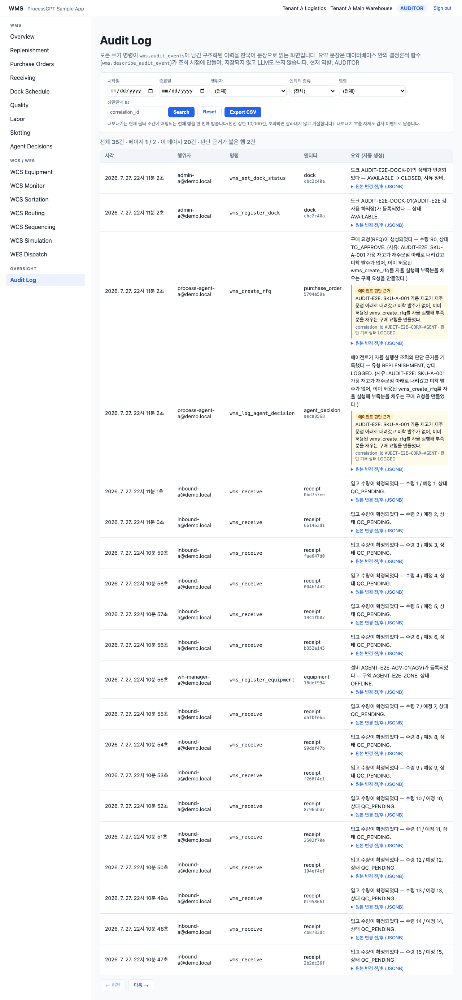 WMS · ProcessGPT Sample App
Tenant A Logistics Tenant A Main Warehouse AUDITOR Sign out
WMS
Overview
Replenishment
Purchase Orders
Receiving
Dock Schedule
Quality
Labor
Slotting
Agent Decisions
WCS / WES
WCS Equipment
WCS Monitor
WCS Sortation
WCS Routing
WCS Sequencing
WCS Simulation
WES Dispatch
OVERSIGHT
Audit Log
Audit Log
모든 쓰기 명령이 wms.audit_events에 남긴 구조화된 이력을 한국어 문장으로 읽는 화면입니다. 요약 문장은 데이터베이스 안의 결정론적 함수
(wms.describe_audit_event)가 조회 시점에 만들며, 저장되지 않고 LLM도 쓰지 않습니다. 현재 역할: AUDITOR
시작일 종료일 행위자 엔티티 종류 명령
mm/dd/yyyy mm/dd/yyyy (전체) (전체) (전체)
상관관계 ID
correlation_id Search Reset Export CSV
내보내기는 현재 필터 조건에 매칭되는 전체 행을 한 번에 받습니다(안전 상한 10,000건, 초과하면 잘라내지 않고 거절합니다). 내보내기 호출 자체도 감사 이벤트로 남습니다.
전체 35건 · 페이지 1 / 2 · 이 페이지 20건 · 판단 근거가 붙은 행 2건
시각 행위자 명령 엔티티 요약 (자동 생성)
2026. 7. 27. 22시 11분 2초
admin-
a@demo.local
wms_set_dock_status
dock
cbc2c40a
도크 AUDIT-E2E-DOCK-01의 상태가 변경되
었다 — AVAILABLE → CLOSED, 사유 정비.
▶ 원본 변경 전/후 (JSONB)
2026. 7. 27. 22시 11분 2초
admin-
a@demo.local
wms_register_dock
dock
cbc2c40a
도크 AUDIT-E2E-DOCK-01(AUDIT-E2E 감
사용 하역장)가 등록되었다 — 상태
AVAILABLE.
▶ 원본 변경 전/후 (JSONB)
2026. 7. 27. 22시 11분 2초
process-agent-
a@demo.local
wms_create_rfq
purchase_order
5704e59a
구매 요청(RFQ)이 생성되었다 — 수량 90, 상태
TO_APPROVE. (사유: AUDIT-E2E: SKU-
A-001 가용 재고가 재주문점 아래로 내려갔고
미착 발주가 없어, 이미 허용된
wms_create_rfq를 자율 실행해 부족분을 채
우는 구매 요청을 만들었다.)
에이전트 판단 근거
AUDIT-E2E: SKU-A-001 가용 재고가 재주
문점 아래로 내려갔고 미착 발주가 없어, 이미
허용된 wms_create_rfq를 자율 실행해 부족
분을 채우는 구매 요청을 만들었다.
correlation_id AUDIT-E2E-CORR-AGENT · 판
단 기록 상태 LOGGED
▶ 원본 변경 전/후 (JSONB)
2026. 7. 27. 22시 11분 2초
process-agent-
a@demo.local
wms_log_agent_decision
agent_decision
aeca8568
에이전트가 자율 실행한 조치의 판단 근거를 기
록했다 — 유형 REPLENISHMENT, 상태
LOGGED. (사유: AUDIT-E2E: SKU-A-001
가용 재고가 재주문점 아래로 내려갔고 미착 발
주가 없어, 이미 허용된 wms_create_rfq를 자
율 실행해 부족분을 채우는 구매 요청을 만들었
다.)
에이전트 판단 근거
AUDIT-E2E: SKU-A-001 가용 재고가 재주
문점 아래로 내려갔고 미착 발주가 없어, 이미
허용된 wms_create_rfq를 자율 실행해 부족
분을 채우는 구매 요청을 만들었다.
correlation_id AUDIT-E2E-CORR-AGENT · 판
단 기록 상태 LOGGED
▶ 원본 변경 전/후 (JSONB)
2026. 7. 27. 22시 11분 1초
inbound-
a@demo.local
wms_receive
receipt
0bd757ee
입고 수량이 확정되었다 — 수령 1 / 예정 1, 상태
QC_PENDING.
▶ 원본 변경 전/후 (JSONB)
2026. 7. 27. 22시 11분 0초
inbound-
a@demo.local
wms_receive
receipt
661463d1
입고 수량이 확정되었다 — 수령 2 / 예정 2, 상
태 QC_PENDING.
▶ 원본 변경 전/후 (JSONB)
2026. 7. 27. 22시 10분 59초
inbound-
a@demo.local
wms_receive
receipt
fae647d0
입고 수량이 확정되었다 — 수령 3 / 예정 3, 상
태 QC_PENDING.
▶ 원본 변경 전/후 (JSONB)
2026. 7. 27. 22시 10분 58초
inbound-
a@demo.local
wms_receive
receipt
004b14d2
입고 수량이 확정되었다 — 수령 4 / 예정 4, 상
태 QC_PENDING.
▶ 원본 변경 전/후 (JSONB)
2026. 7. 27. 22시 10분 57초
inbound-
a@demo.local
wms_receive
receipt
19c1fb87
입고 수량이 확정되었다 — 수령 5 / 예정 5, 상
태 QC_PENDING.
▶ 원본 변경 전/후 (JSONB)
2026. 7. 27. 22시 10분 56초
inbound-
a@demo.local
wms_receive
receipt
b352a145
입고 수량이 확정되었다 — 수령 6 / 예정 6, 상
태 QC_PENDING.
▶ 원본 변경 전/후 (JSONB)
2026. 7. 27. 22시 10분 56초
wh-manager-
a@demo.local
wms_register_equipment
equipment
18def994
설비 AGENT-E2E-AGV-01(AGV)가 등록되었
다 — 구역 AGENT-E2E-ZONE, 상태
OFFLINE.
▶ 원본 변경 전/후 (JSONB)
2026. 7. 27. 22시 10분 55초
inbound-
a@demo.local
wms_receive
receipt
dafbfe65
입고 수량이 확정되었다 — 수령 7 / 예정 7, 상태
QC_PENDING.
▶ 원본 변경 전/후 (JSONB)
2026. 7. 27. 22시 10분 54초
inbound-
a@demo.local
wms_receive
receipt
99ddf47b
입고 수량이 확정되었다 — 수령 8 / 예정 8, 상
태 QC_PENDING.
▶ 원본 변경 전/후 (JSONB)
2026. 7. 27. 22시 10분 53초
inbound-
a@demo.local
wms_receive
receipt
f268f4c1
입고 수량이 확정되었다 — 수령 9 / 예정 9, 상
태 QC_PENDING.
▶ 원본 변경 전/후 (JSONB)
2026. 7. 27. 22시 10분 52초
inbound-
a@demo.local
wms_receive
receipt
8c965bd7
입고 수량이 확정되었다 — 수령 10 / 예정 10,
상태 QC_PENDING.
▶ 원본 변경 전/후 (JSONB)
2026. 7. 27. 22시 10분 51초
inbound-
a@demo.local
wms_receive
receipt
2502f70e
입고 수량이 확정되었다 — 수령 11 / 예정 11, 상
태 QC_PENDING.
▶ 원본 변경 전/후 (JSONB)
2026. 7. 27. 22시 10분 50초
inbound-
a@demo.local
wms_receive
receipt
194ef4ef
입고 수량이 확정되었다 — 수령 12 / 예정 12,
상태 QC_PENDING.
▶ 원본 변경 전/후 (JSONB)
2026. 7. 27. 22시 10분 49초
inbound-
a@demo.local
wms_receive
receipt
0f95866f
입고 수량이 확정되었다 — 수령 13 / 예정 13,
상태 QC_PENDING.
▶ 원본 변경 전/후 (JSONB)
2026. 7. 27. 22시 10분 48초
inbound-
a@demo.local
wms_receive
receipt
cb8783dc
입고 수량이 확정되었다 — 수령 14 / 예정 14,
상태 QC_PENDING.
▶ 원본 변경 전/후 (JSONB)
2026. 7. 27. 22시 10분 47초
inbound-
a@demo.local
wms_receive
receipt
2b2dc36f
입고 수량이 확정되었다 — 수령 15 / 예정 15,
상태 QC_PENDING.
▶ 원본 변경 전/후 (JSONB)
← 이전 다음 →